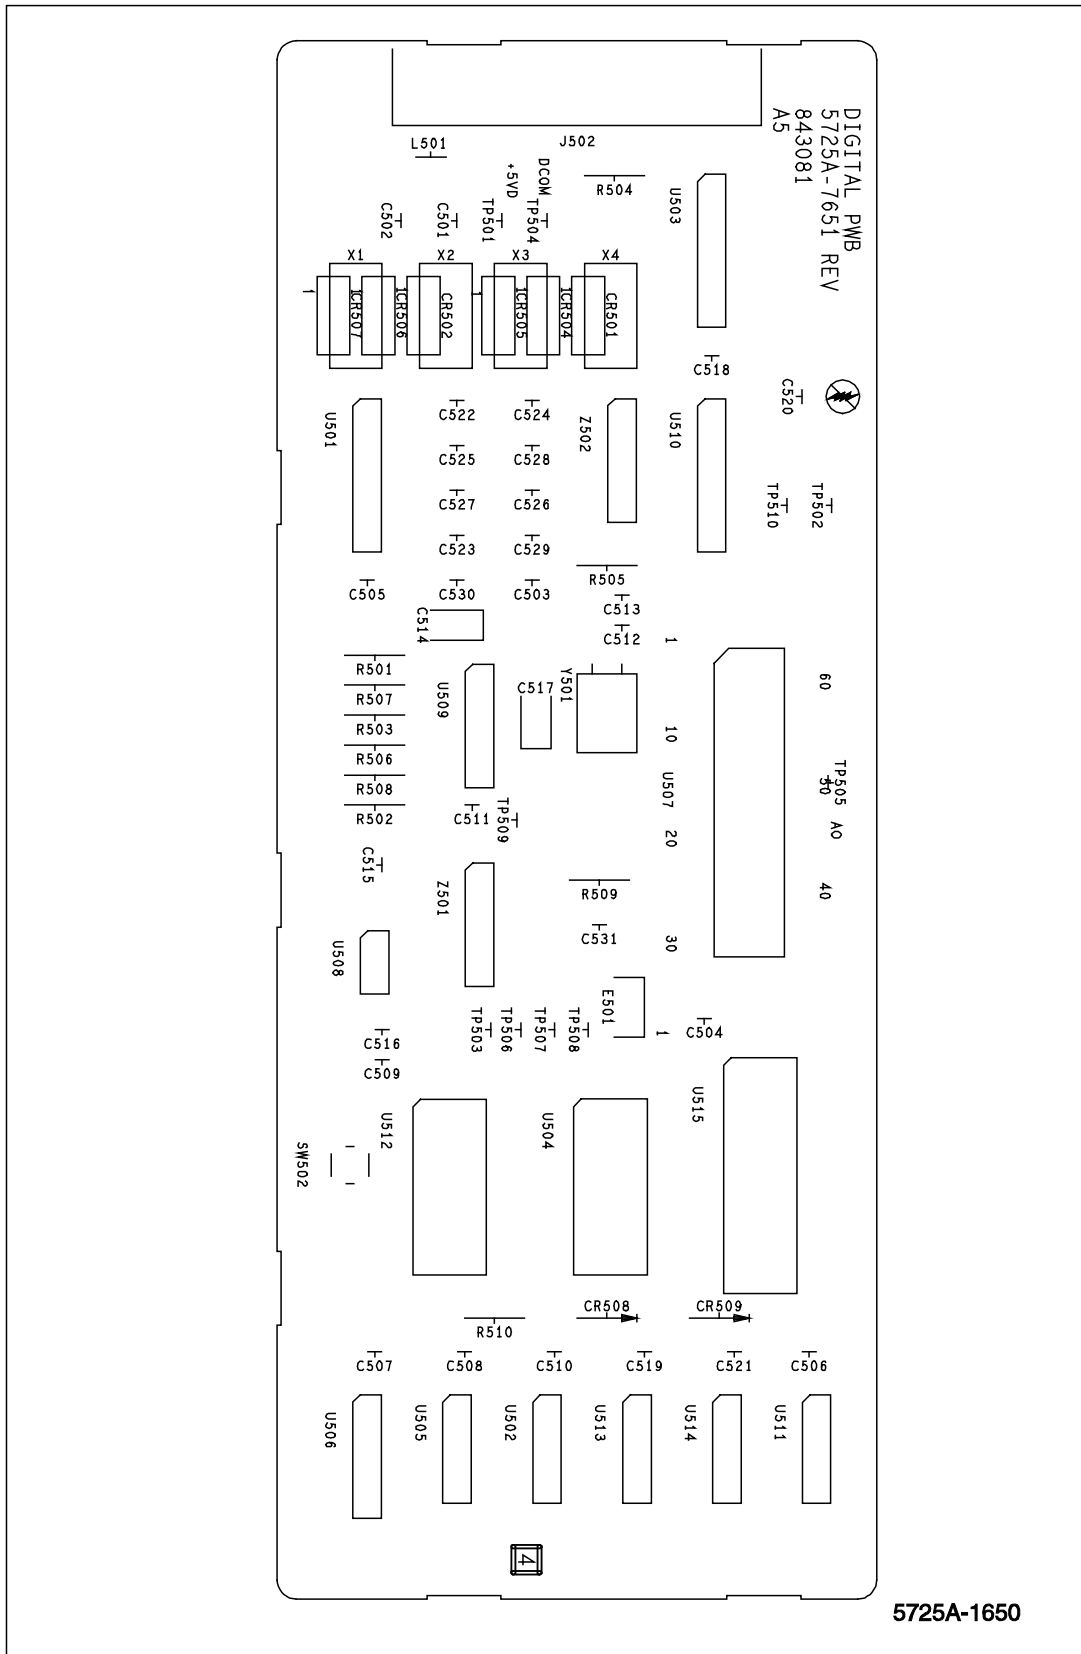 DIGITAL PWB
5725A-7651 REV
843081
A5
L501
J502
+5VD
DCOM
R504
U503
C502
C501
TP501
TP504
X1
X2
X3
X4
1
1CR507
1CR506
CR502
1
1CR505
1CR504
CR501
C518
C520
U501
C522
C524
Z502
U510
C525
C528
C527
C526
TP510
TP502
C523
C529
R505
C505
C530
C503
C513
C514
C512
1
R501
U509
C517
Y501
60
R507
R503
10
R506
R508
U507
TP505
50
R502
C511
TP509
20
A0
C515
Z501
R509
40
C531
30
U508
E501
TP503
TP506
TP507
TP508
1
C504
C516
C509
U512
U504
U515
SW502
CR508
CR509
R510
C507
C508
C510
C519
C521
C506
U506
U505
U502
U513
U514
U511
4
5725A-1650